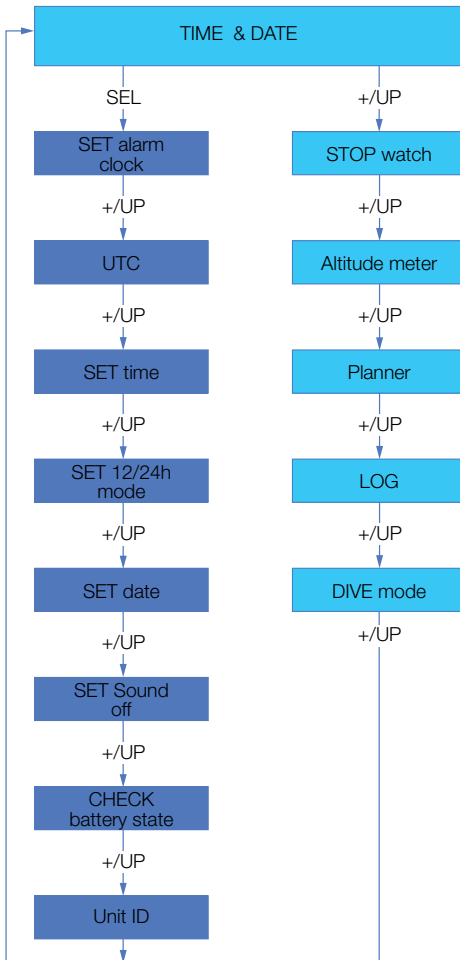 TIME & DATE
SEL
SET alarm
clock
+/UP
UTC
+/UP
SET time
+/UP
SET 12/24h
mode
+/UP
SET date
+/UP
SET Sound
off
+/UP
CHECK
battery state
+/UP
Unit ID
+/UP
STOP watch
+/UP
Altitude meter
+/UP
Planner
+/UP
LOG
+/UP
DIVE mode
+/UP